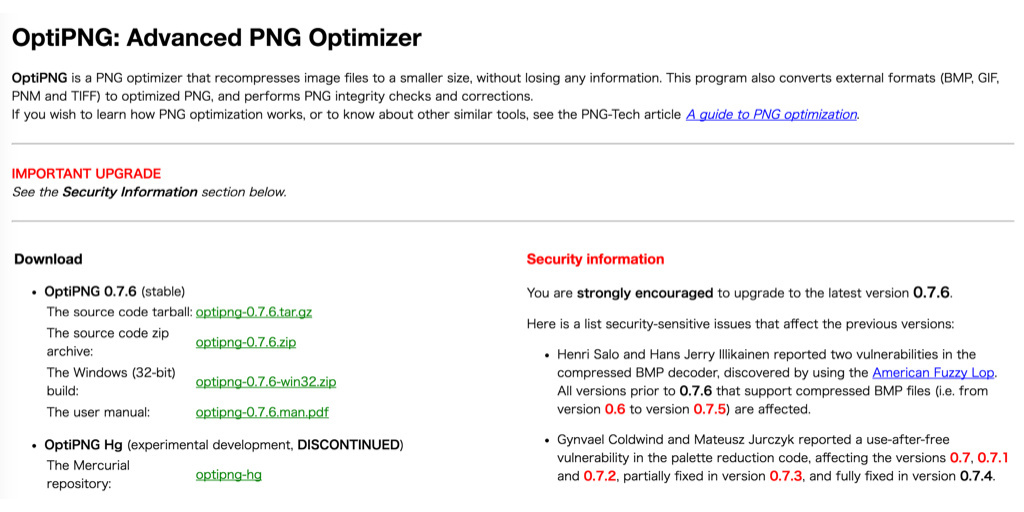 OptiPNG: Advanced PNG Optimizer
OptiPNG is a PNG optimizer that recompresses image files to a smaller size, without losing any information. This program also converts external formats (BMP, GIF,
PNM and TIFF) to optimized PNG, and performs PNG integrity checks and corrections.
If you wish to learn how PNG optimization works, or to know about other similar tools, see the PNG-Tech article A guide to PNG optimization.
IMPORTANT UPGRADE
See the Security Information section below.
Download
• OptiPNG 0.7.6 (stable)
The source code tarball: optipng-0.7.6.tar.gz
The source code zip
archive:
optipng-0.7.6.zip
The Windows (32-bit)
build:
optipng-0.7.6-win32.zip
The user manual: optipng-0.7.6.man.pdf
• OptiPNG Hg (experimental development, DISCONTINUED)
The Mercurial
repository:
optipng-hg
Security information
You are strongly encouraged to upgrade to the latest version 0.7.6.
Here is a list security-sensitive issues that affect the previous versions:
• Henri Salo and Hans Jerry Illikainen reported two vulnerabilities in the
compressed BMP decoder, discovered by using the American Fuzzy Lop.
All versions prior to 0.7.6 that support compressed BMP files (i.e. from
version 0.6 to version 0.7.5) are affected.
• Gynvael Coldwind and Mateusz Jurczyk reported a use-after-free
vulnerability in the palette reduction code, affecting the versions 0.7, 0.7.1
and 0.7.2, partially fixed in version 0.7.3, and fully fixed in version 0.7.4.